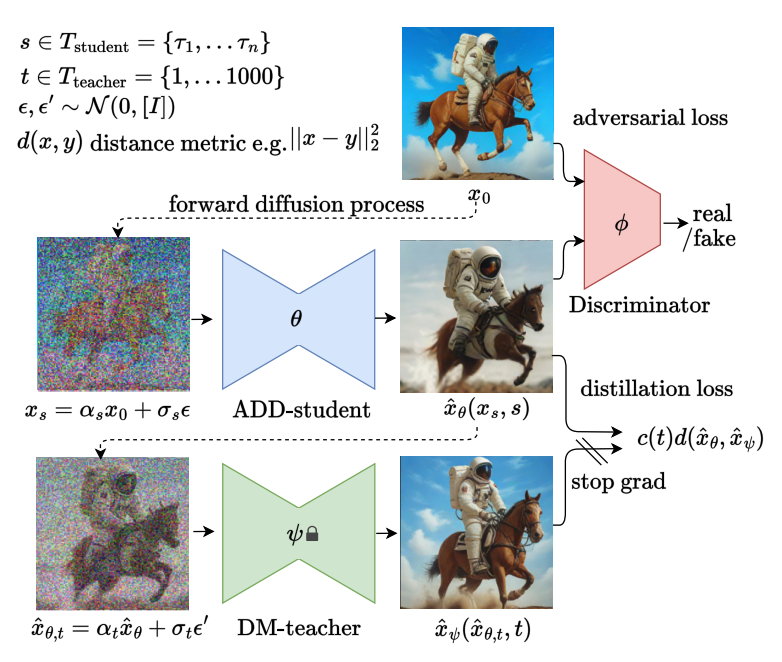 s ∈ T_student = {τ_1, … τ_n}
t ∈ T_teacher = {1, … 1000}
ϵ, ϵ′ ∼ 𝒩(0, [I])
d(x, y) distance metric e.g. ||x − y||_2^2
adversarial loss
x_0
forward diffusion process
ϕ
real
/fake
Discriminator
θ
x_s = α_s x_0 + σ_s ϵ
ADD-student
x̂_θ(x_s, s)
distillation loss
c(t)d(x̂_θ, x̂_ψ)
stop grad
ψ
x̂_{θ,t} = α_t x̂_θ + σ_t ϵ′
DM-teacher
x̂_ψ(x̂_{θ,t}, t)